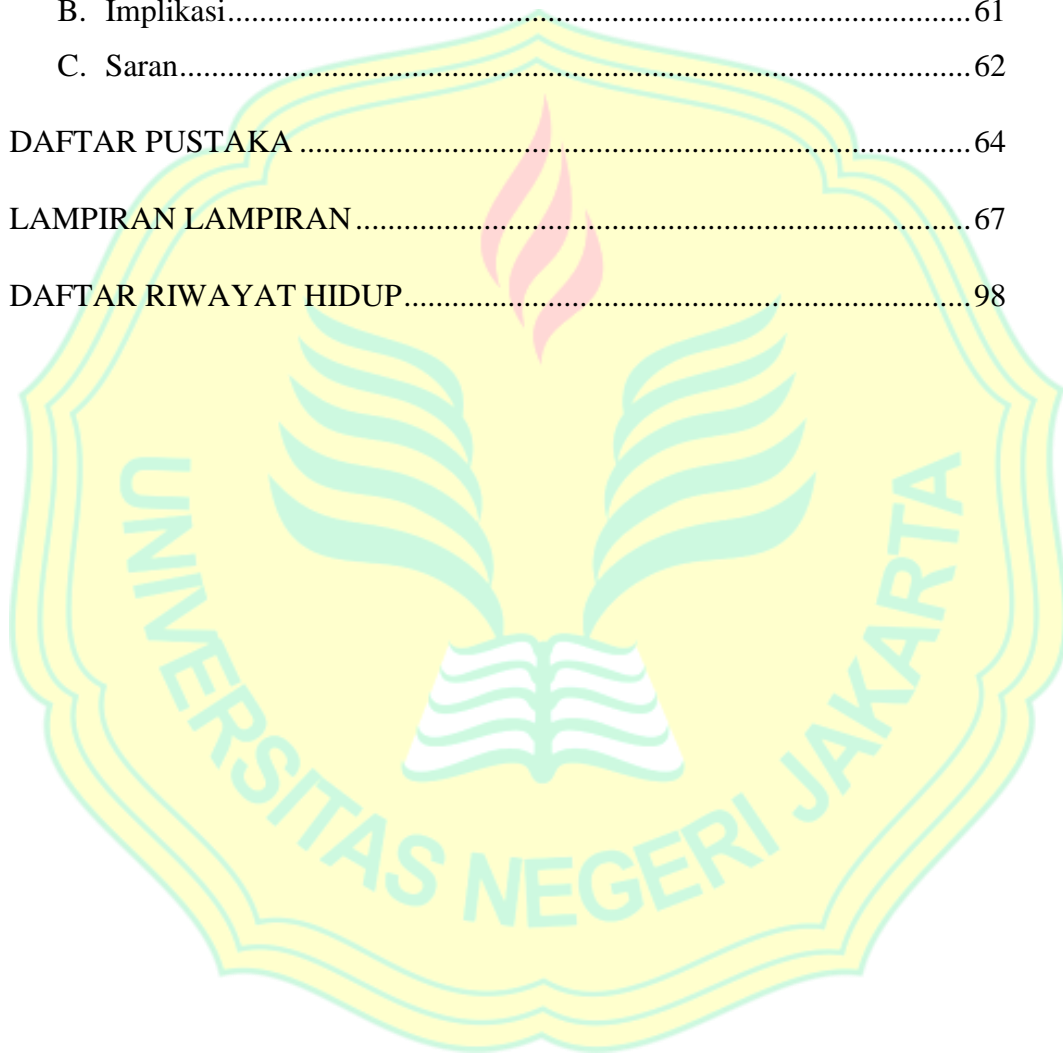 B. Implikasi.......................................................................................61
C. Saran.............................................................................................62
DAFTAR PUSTAKA ...............................................................................64
LAMPIRAN LAMPIRAN .........................................................................67
DAFTAR RIWAYAT HIDUP....................................................................98
UNIVERSITAS NEGERI JAKARTA